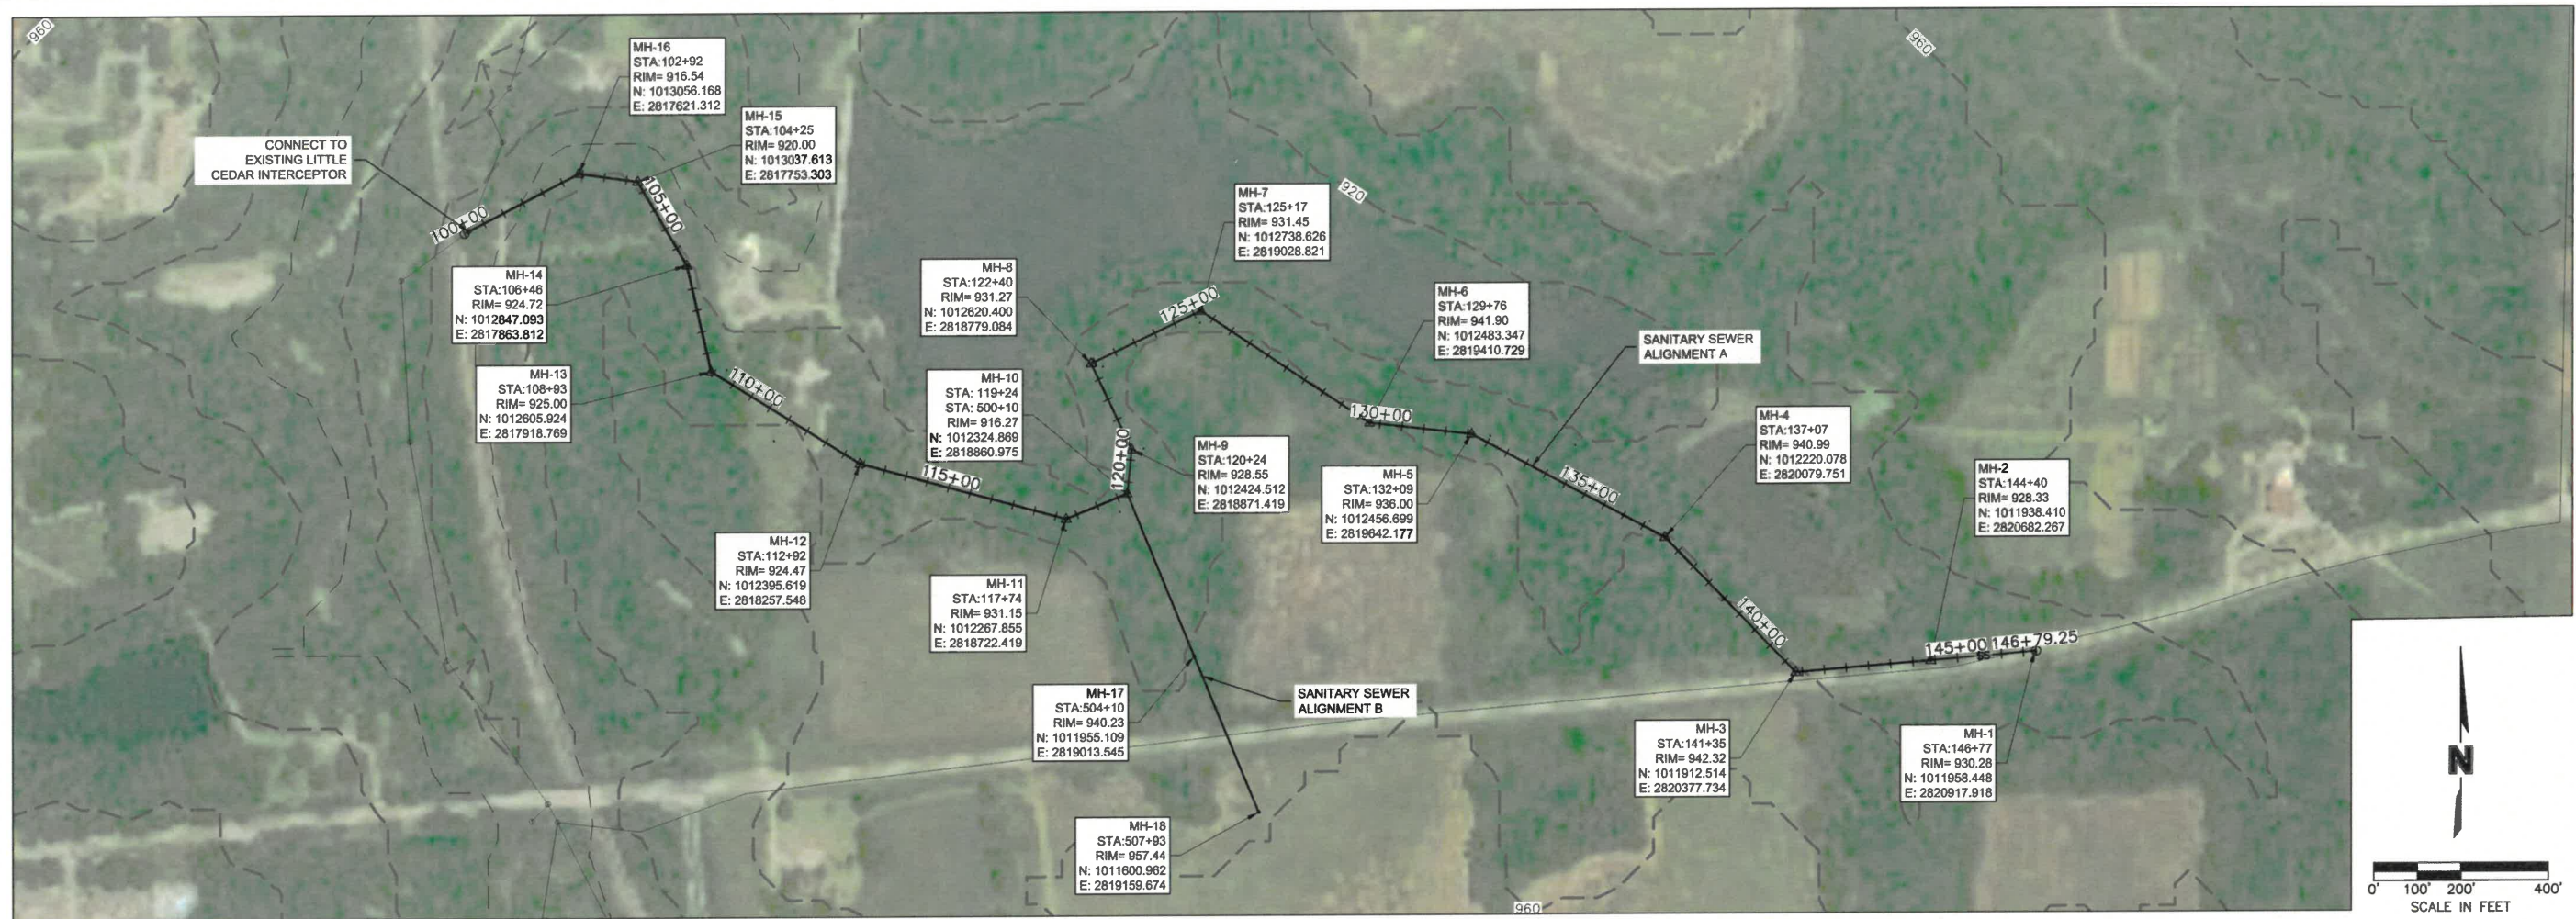 960
MH-16
STA:102+92
RIM= 916.54
N: 1013056.168
E: 2817621.312
960
MH-15
STA:104+25
RIM= 920.00
N: 1013037.613
E: 2817753.303
CONNECT TO
EXISTING LITTLE
CEDAR INTERCEPTOR
100+00
105+00
920
MH-7
STA:125+17
RIM= 931.45
N: 1012738.626
E: 2819028.821
MH-14
STA:106+46
RIM= 924.72
N: 1012847.093
E: 2817863.812
MH-8
STA:122+40
RIM= 931.27
N: 1012620.400
E: 2818779.084
125+00
MH-6
STA:129+76
RIM= 941.90
N: 1012483.347
E: 2819410.729
SANITARY SEWER
ALIGNMENT A
MH-13
STA:108+93
RIM= 925.00
N: 1012605.924
E: 2817918.769
110+00
MH-10
STA: 119+24
STA: 500+10
RIM= 916.27
N: 1012324.869
E: 2818860.975
130+00
MH-4
STA:137+07
RIM= 940.99
N: 1012220.078
E: 2820079.751
115+00
120+00
MH-9
STA:120+24
RIM= 928.55
N: 1012424.512
E: 2818871.419
MH-5
STA:132+09
RIM= 936.00
N: 1012456.699
E: 2819642.177
135+00
MH-2
STA:144+40
RIM= 928.33
N: 1011938.410
E: 2820682.267
MH-12
STA:112+92
RIM= 924.47
N: 1012395.619
E: 2818257.548
MH-11
STA:117+74
RIM= 931.15
N: 1012267.855
E: 2818722.419
140+00
145+00 146+79.25
MH-17
STA:504+10
RIM= 940.23
N: 1011955.109
E: 2819013.545
SANITARY SEWER
ALIGNMENT B
MH-3
STA:141+35
RIM= 942.32
N: 1011912.514
E: 2820377.734
MH-1
STA:146+77
RIM= 930.28
N: 1011958.448
E: 2820917.918
N
MH-18
STA:507+93
RIM= 957.44
N: 1011600.962
E: 2819159.674
960
0' 100' 200' 400'
SCALE IN FEET